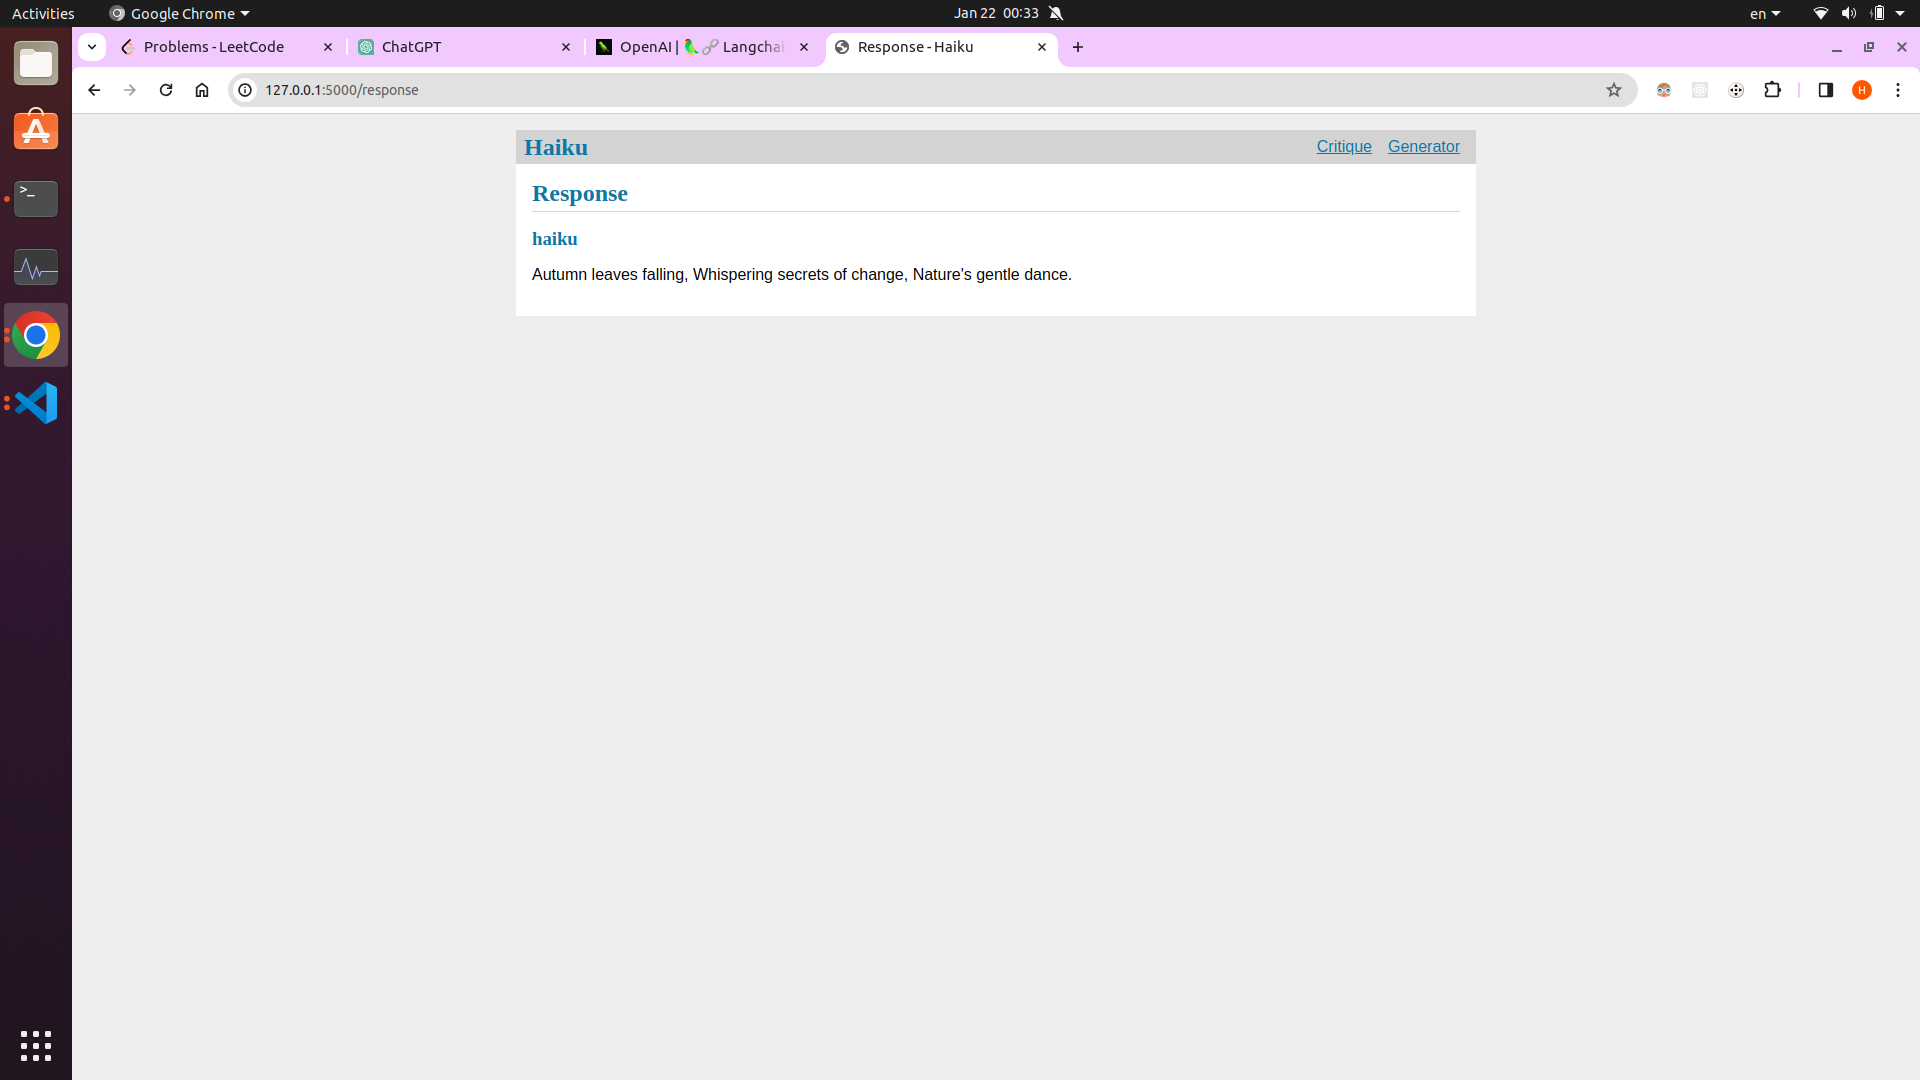 Activities Google Chrome Jan 22 00:33 en
Problems - LeetCode ChatGPT OpenAI | 🦜🔗 Langchai Response - Haiku
127.0.0.1:5000/response H
Haiku Critique Generator
Response
haiku
Autumn leaves falling, Whispering secrets of change, Nature's gentle dance.